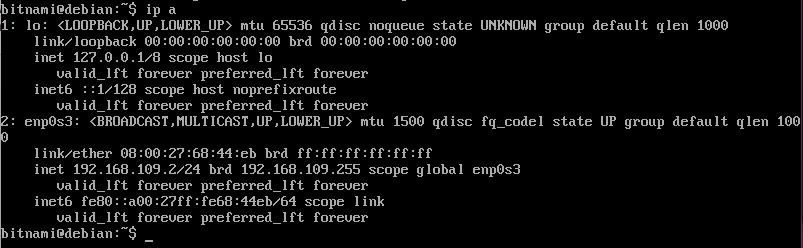 bitnami@debian:~$ ip a
1: lo: <LOOPBACK,UP,LOWER_UP> mtu 65536 qdisc noqueue state UNKNOWN group default qlen 1000
    link/loopback 00:00:00:00:00:00 brd 00:00:00:00:00:00
    inet 127.0.0.1/8 scope host lo
       valid_lft forever preferred_lft forever
    inet6 ::1/128 scope host noprefixroute
       valid_lft forever preferred_lft forever
2: enp0s3: <BROADCAST,MULTICAST,UP,LOWER_UP> mtu 1500 qdisc fq_codel state UP group default qlen 100
0
    link/ether 08:00:27:68:44:eb brd ff:ff:ff:ff:ff:ff
    inet 192.168.109.2/24 brd 192.168.109.255 scope global enp0s3
       valid_lft forever preferred_lft forever
    inet6 fe80::a00:27ff:fe68:44eb/64 scope link
       valid_lft forever preferred_lft forever
bitnami@debian:~$ _